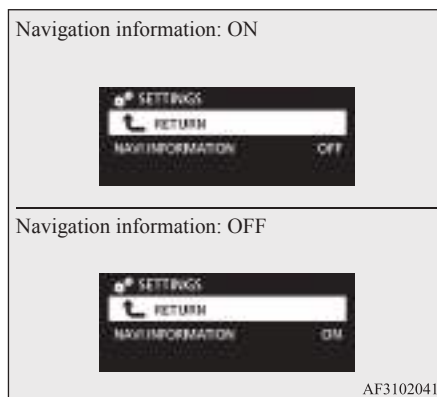 Navigation information: ON
SETTINGS
RETURN
NAVI INFORMATION OFF
Navigation information: OFF
SETTINGS
RETURN
NAVI INFORMATION ON
AF3102041